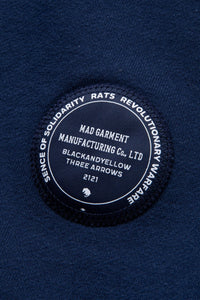 SENCE OF SOLIDARITY RATS REVOLUTIONARY WARFARE
MAD GARMENT
MANUFACTURING Co., LTD
BLACKANDYELLOW
THREE ARROWS
2121